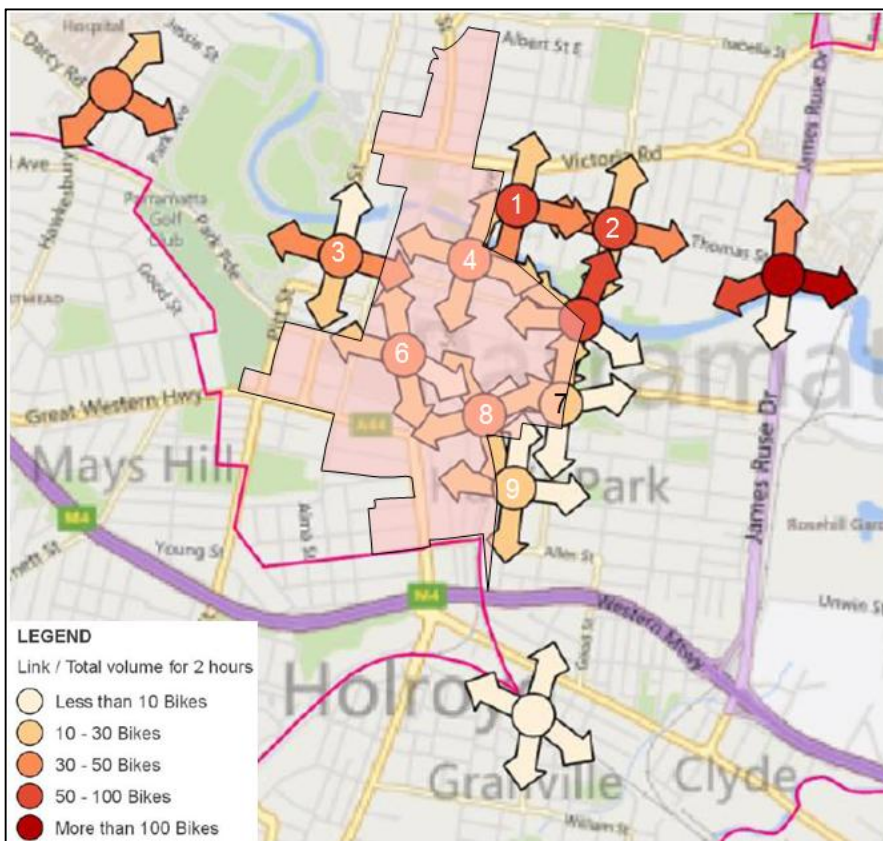 Hospital
Jessie St
Albert St E
Isabella St
Darcy Rd
Park Ave
St
Victoria Rd
James Ruse Dr
Ave
Hawkesbury
Parramatta
Golf
Club
Park Pde
1
2
3
4
Thomas St
Good St
Pitt St
6
Great Western Hwy
A44
7
8
Mays Hill
Park
9
M4
Alma St
Young St
Allen St
James Ruse Dr
Rosehill
M4
Good St
Western Mwy
Unwin St
LEGEND
Link / Total volume for 2 hours
Less than 10 Bikes
10 - 30 Bikes
30 - 50 Bikes
50 - 100 Bikes
More than 100 Bikes
Granville
Clyde
William St